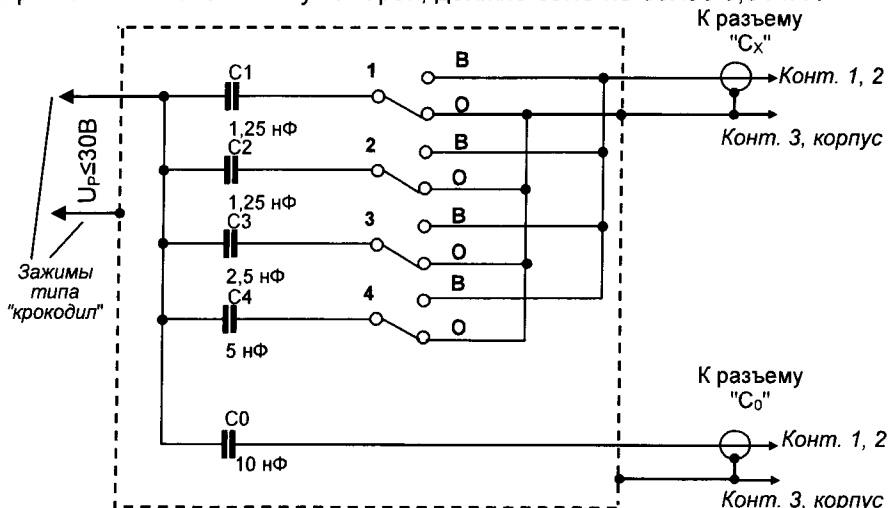 К разъему
"Cх"
C1
1
В
Конт. 1, 2
О
1,25 нФ
Конт. 3, корпус
C2
2
В
О
UР≤30В
1,25 нФ
C3
3
В
О
Зажимы
типа
"крокодил"
2,5 нФ
C4
4
В
О
5 нФ
К разъему
"C0"
C0
Конт. 1, 2
10 нФ
Конт. 3, корпус